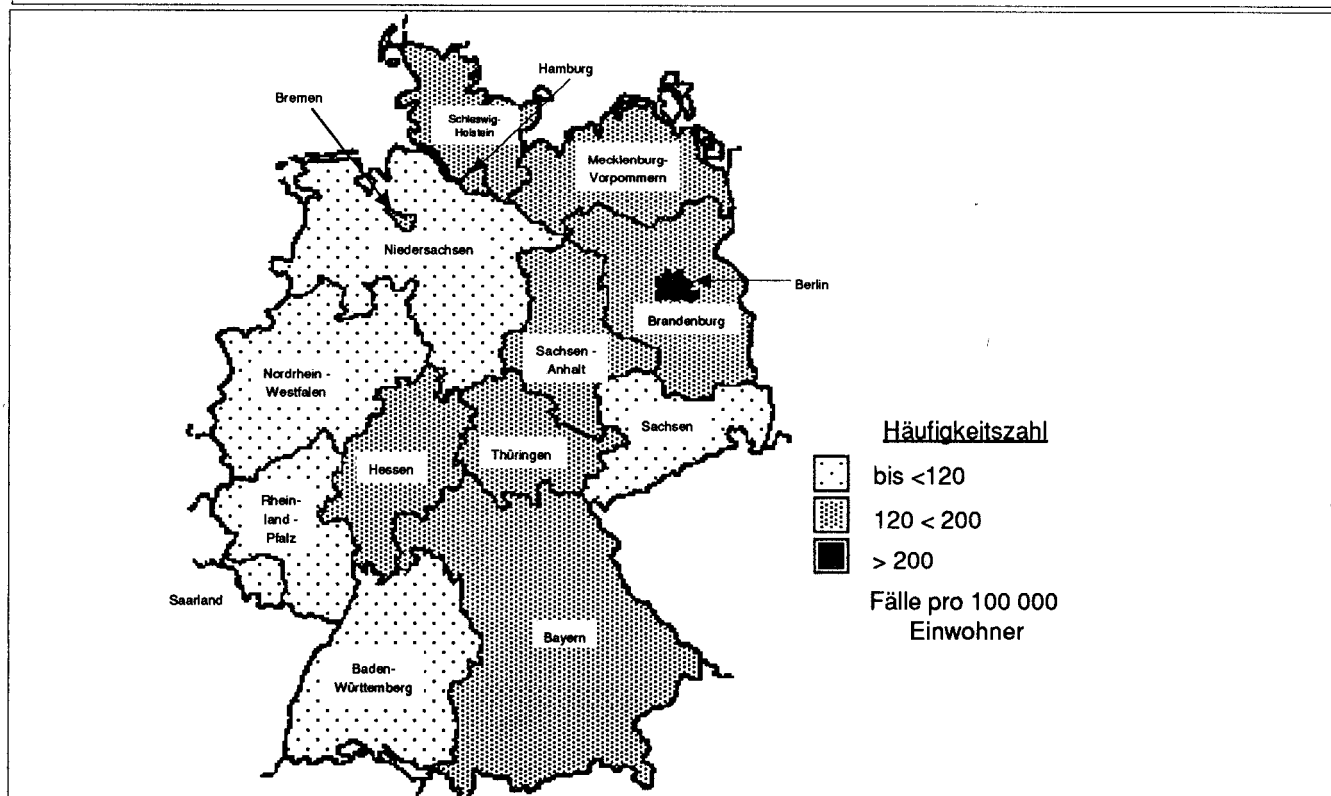 Hamburg
Bremen
Schleswig-
Holstein
Mecklenburg-
Vorpommern
Niedersachsen
Berlin
Brandenburg
Sachsen -
Anhalt
Nordrhein -
Westfalen
Sachsen
Thüringen
Hessen
Rhein-
land -
Pfalz
Saarland
Bayern
Baden-
Württemberg
Häufigkeitszahl
bis <120
120 < 200
> 200
Fälle pro 100 000
Einwohner